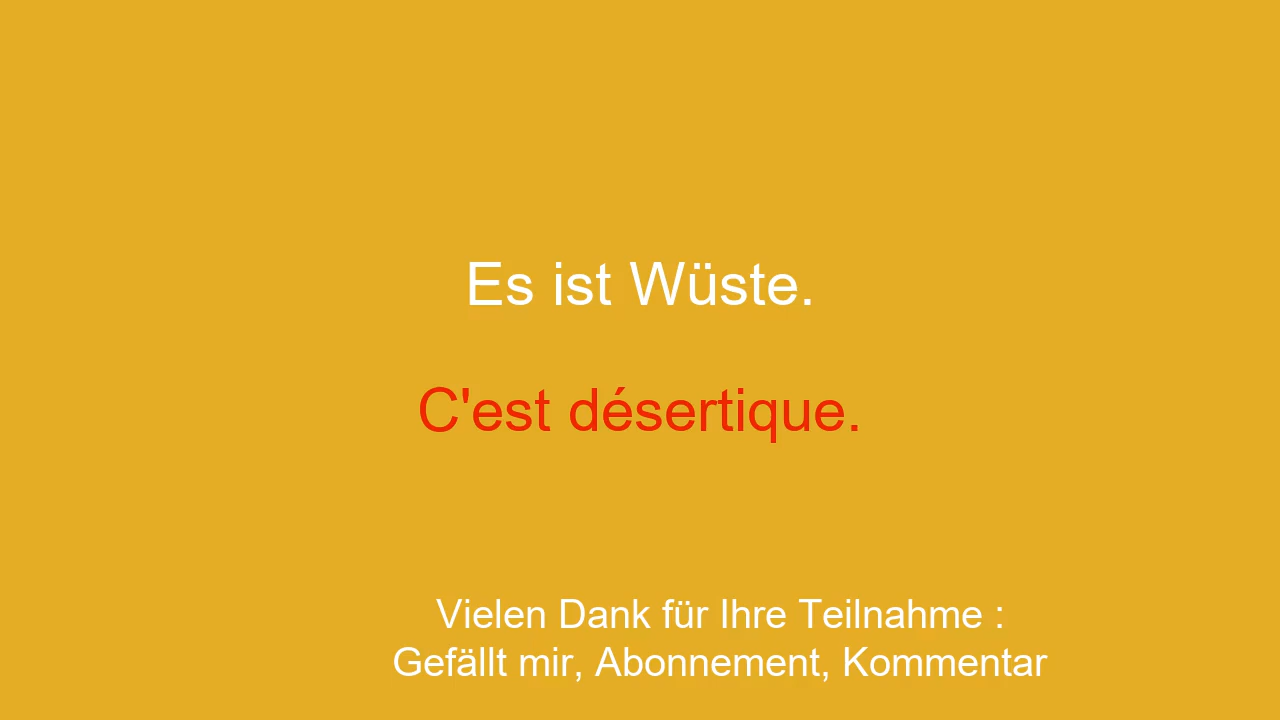 Es ist Wüste.
C'est désertique.
Vielen Dank für Ihre Teilnahme :
Gefällt mir, Abonnement, Kommentar